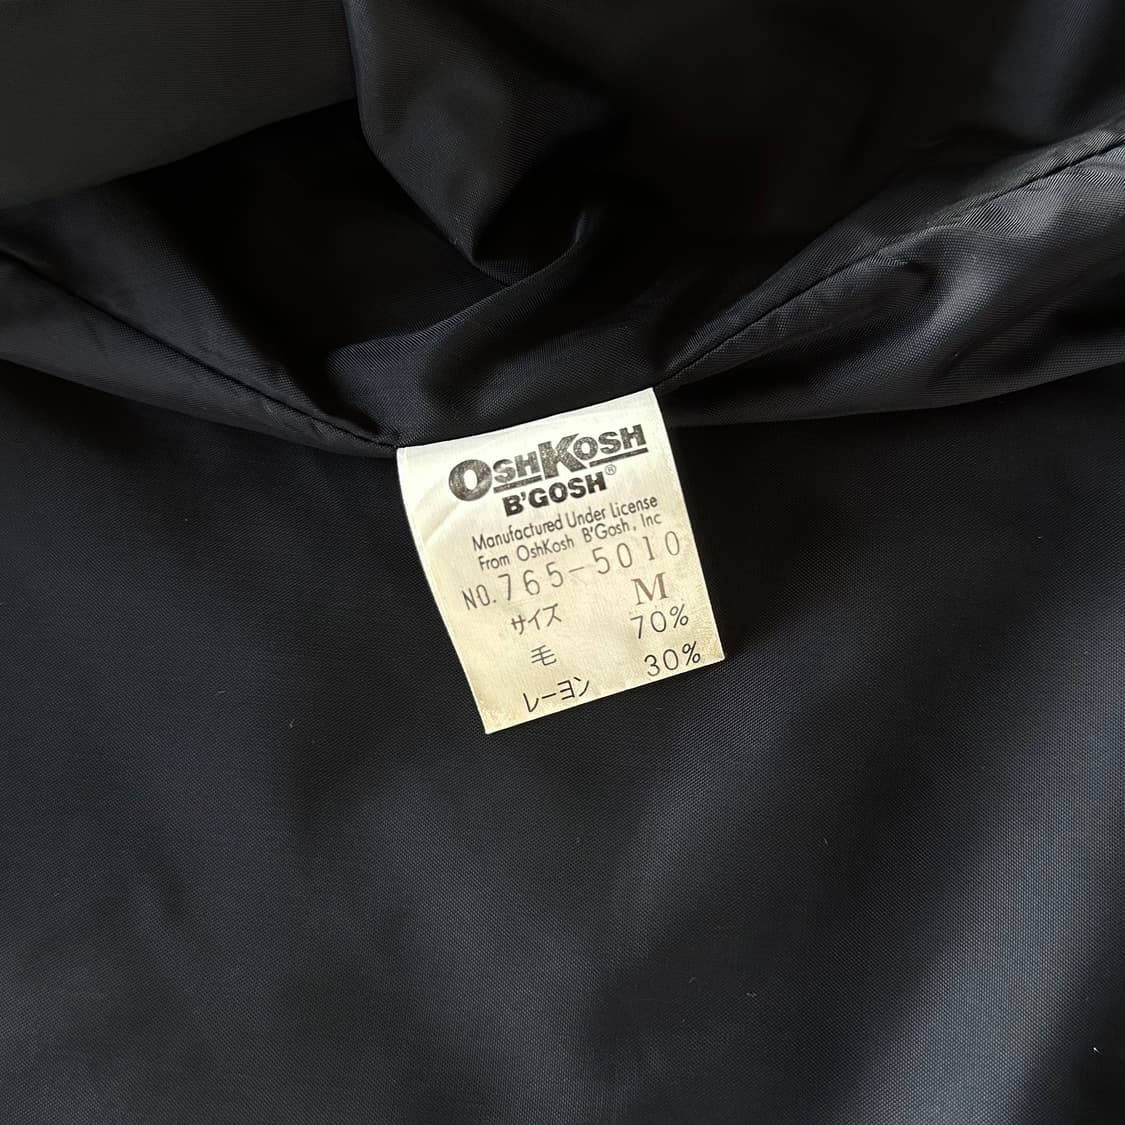 OSHKOSH
B'GOSH®
Manufactured Under License
From OshKosh B'Gosh, Inc
NO. 765-5010
サイズ M
毛 70%
レーヨン 30%